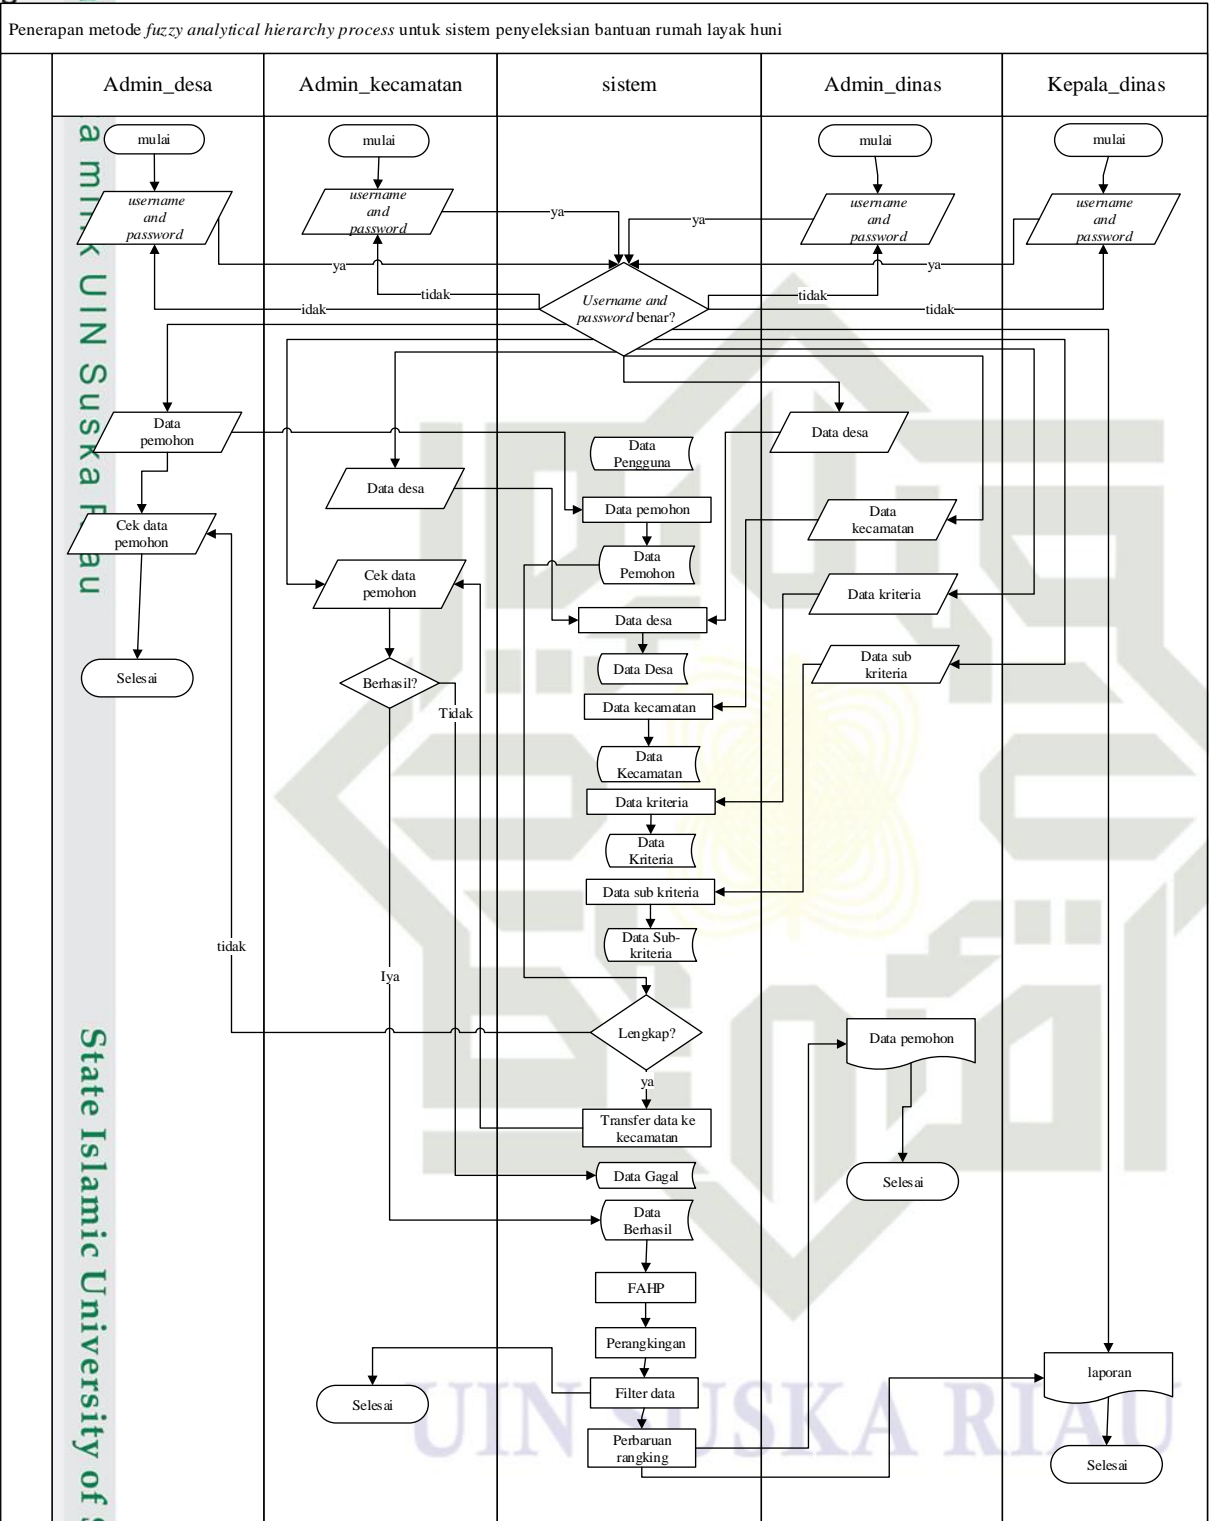 Penerapan metode fuzzy analytical hierarchy process untuk sistem penyeleksian bantuan rumah layak huni
Admin_desa
Admin_kecamatan
sistem
Admin_dinas
Kepala_dinas
mulai
mulai
mulai
mulai
username
and
password
username
and
password
username
and
password
username
and
password
ya
ya
ya
ya
Username and
password benar?
tidak
idak
tidak
tidak
Data
pemohon
Data desa
Data
Pengguna
Data desa
Data pemohon
Data
kecamatan
Cek data
pemohon
Data
Pemohon
Cek data
pemohon
Data kriteria
Data desa
Data sub
kriteria
Data Desa
Selesai
Berhasil?
Tidak
Data kecamatan
Data
Kecamatan
Data kriteria
Data
Kriteria
Data sub kriteria
Data Sub-
kriteria
tidak
Iya
Lengkap?
Data pemohon
ya
Transfer data ke
kecamatan
Data Gagal
Selesai
Data
Berhasil
FAHP
Perangkingan
Filter data
laporan
Selesai
Perbaruan
rangking
Selesai
a milik UIN Suska Riau
State Islamic University of S
UIN SUSKA RIAU